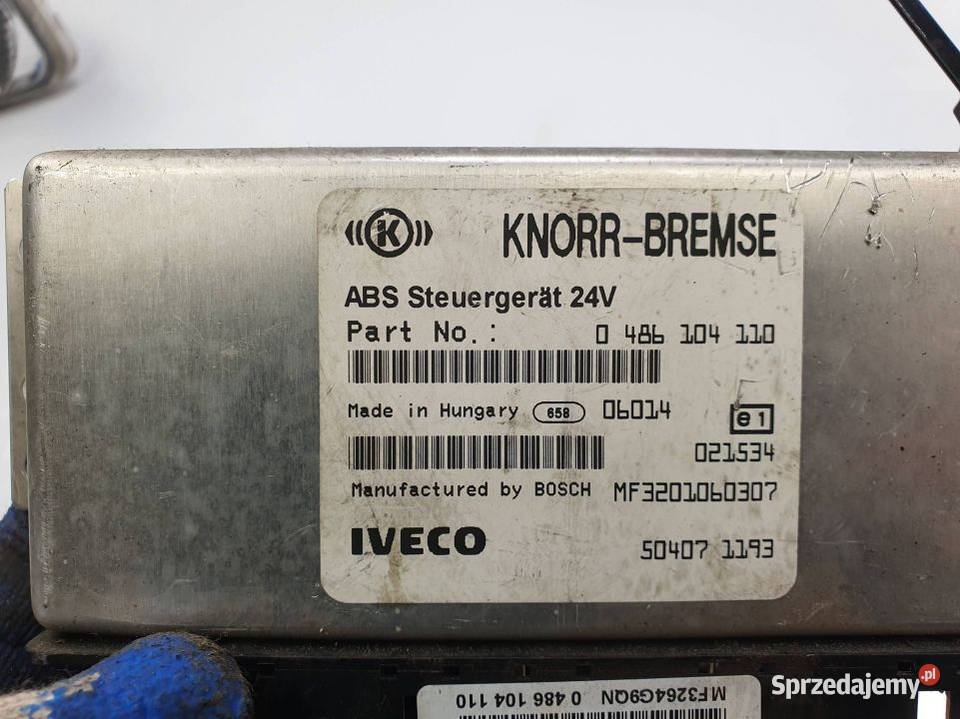 K KNORR-BREMSE
ABS Steuergerät 24V
Part No.: 0 486 104 110
Made in Hungary 658 06014 e1
021534
Manufactured by BOSCH MF3201060307
IVECO 50407 1193
MF3264G9QN 0 486 104 110
Sprzedajemy.pl